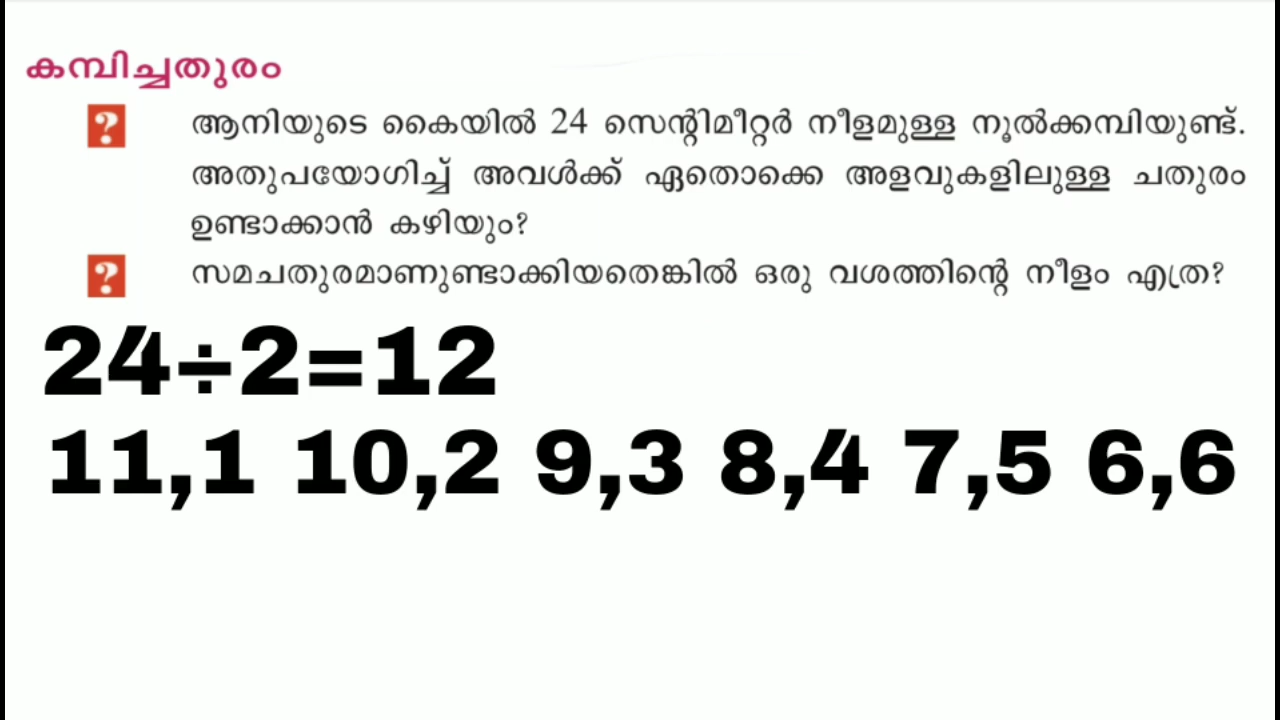 കമ്പിച്ചതുരം
? ആനിയുടെ കൈയിൽ 24 സെന്റിമീറ്റർ നീളമുള്ള നൂൽക്കമ്പിയുണ്ട്.
അതുപയോഗിച്ച് അവൾക്ക് ഏതൊക്കെ അളവുകളിലുള്ള ചതുരം
ഉണ്ടാക്കാൻ കഴിയും?
? സമചതുരമാണുണ്ടാക്കിയതെങ്കിൽ ഒരു വശത്തിന്റെ നീളം എത്ര?
24÷2=12
11,1 10,2 9,3 8,4 7,5 6,6